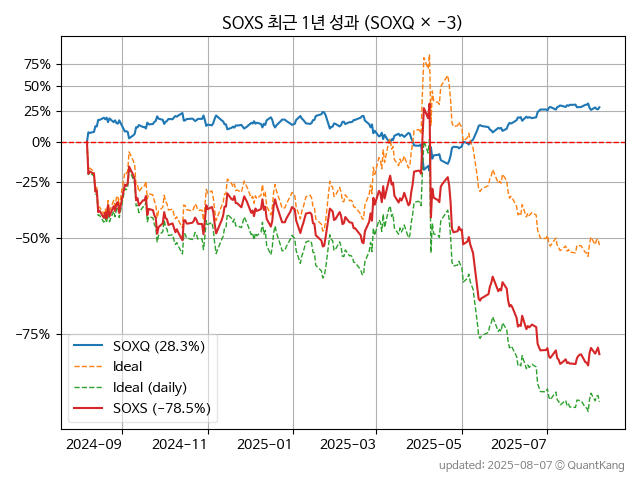 SOXS 최근 1년 성과 (SOXQ × −3)
75%
50%
25%
0%
−25%
−50%
−75%
SOXQ (28.3%)
Ideal
Ideal (daily)
SOXS (−78.5%)
2024-09
2024-11
2025-01
2025-03
2025-05
2025-07
updated: 2025-08-07 © QuantKang